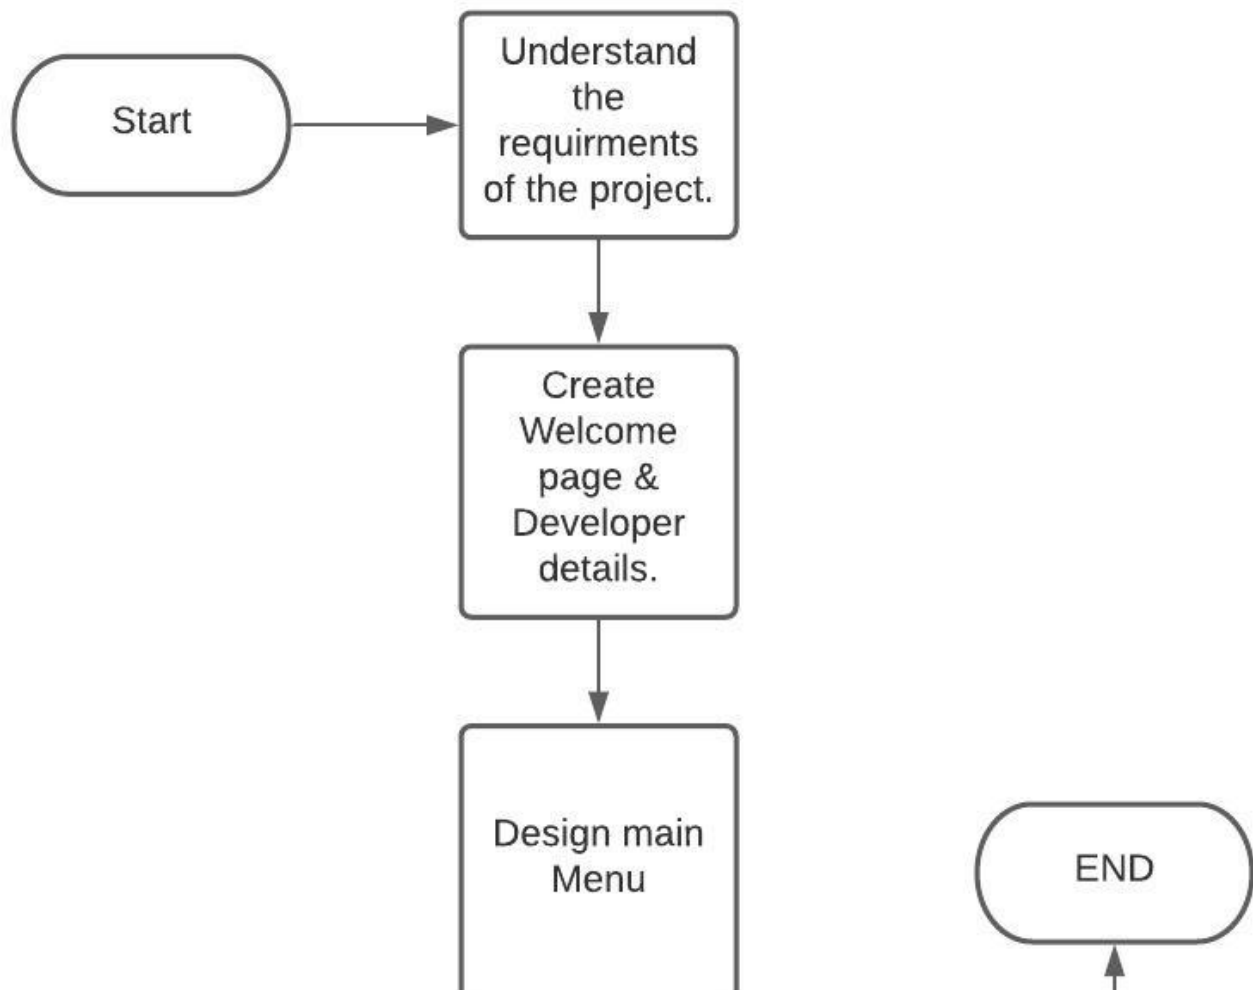 Start
Understand
the
requirments
of the project.
Create
Welcome
page &
Developer
details.
Design main
Menu
END